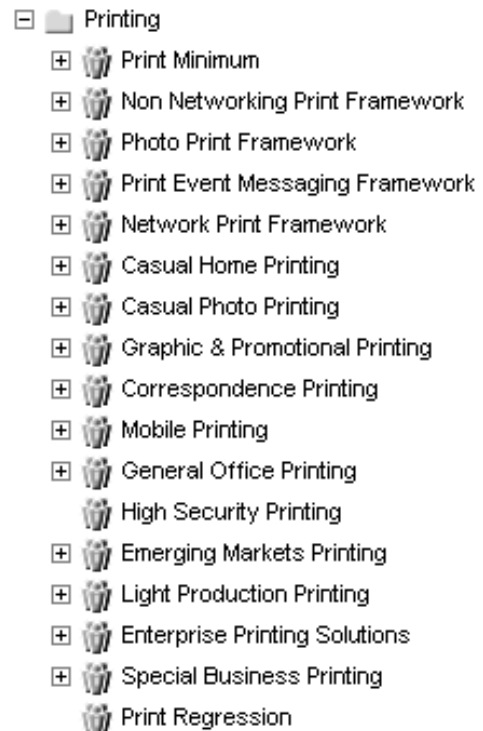 Printing
Print Minimum
Non Networking Print Framework
Photo Print Framework
Print Event Messaging Framework
Network Print Framework
Casual Home Printing
Casual Photo Printing
Graphic & Promotional Printing
Correspondence Printing
Mobile Printing
General Office Printing
High Security Printing
Emerging Markets Printing
Light Production Printing
Enterprise Printing Solutions
Special Business Printing
Print Regression